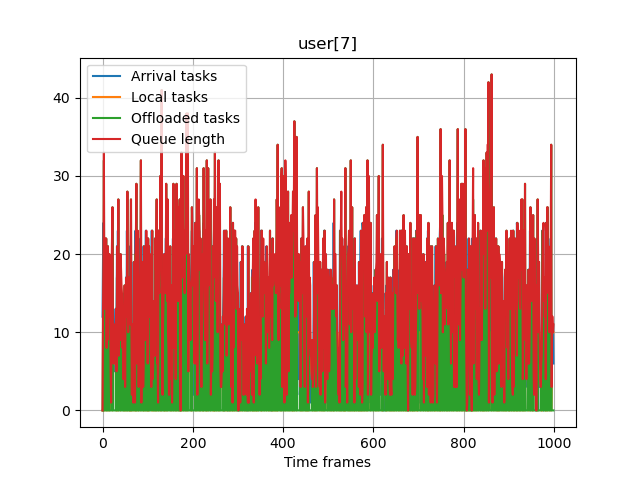 user[7]
Arrival tasks
Local tasks
Offloaded tasks
Queue length
40
30
20
10
0
0 200 400 600 800 1000
Time frames